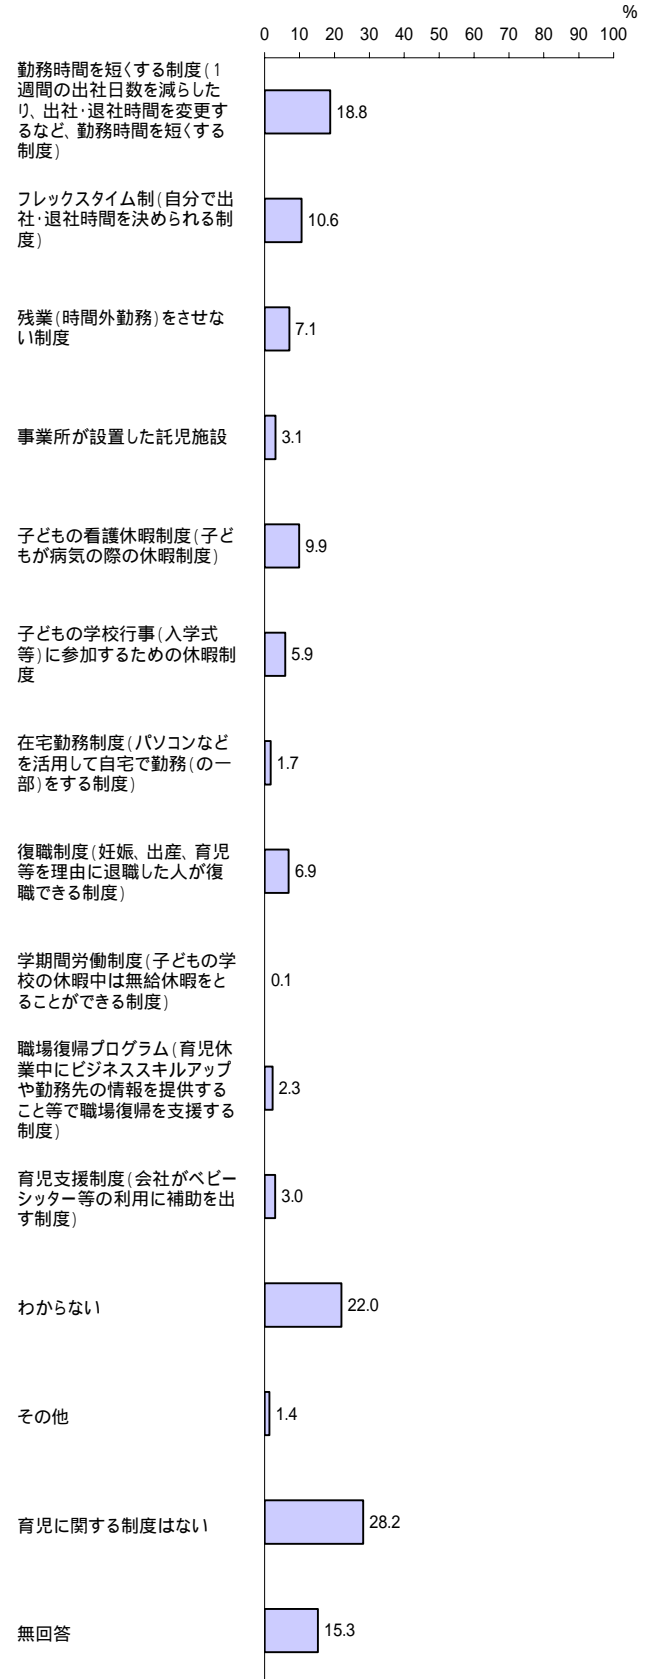 %
0 10 20 30 40 50 60 70 80 90 100
勤務時間を短くする制度(1
週間の出社日数を減らした
り、出社・退社時間を変更す
るなど、勤務時間を短くする
制度)
18.8
フレックスタイム制(自分で出
社・退社時間を決められる制
度)
10.6
残業(時間外勤務)をさせな
い制度
7.1
事業所が設置した託児施設
3.1
子どもの看護休暇制度(子ど
もが病気の際の休暇制度)
9.9
子どもの学校行事(入学式
等)に参加するための休暇制
度
5.9
在宅勤務制度(パソコンなど
を活用して自宅で勤務(の一
部)をする制度)
1.7
復職制度(妊娠、出産、育児
等を理由に退職した人が復
職できる制度)
6.9
学期間労働制度(子どもの学
校の休暇中は無給休暇をと
ることができる制度)
0.1
職場復帰プログラム(育児休
業中にビジネススキルアップ
や勤務先の情報を提供する
こと等で職場復帰を支援する
制度)
2.3
育児支援制度(会社がベビー
シッター等の利用に補助を出
す制度)
3.0
わからない
22.0
その他
1.4
育児に関する制度はない
28.2
無回答
15.3